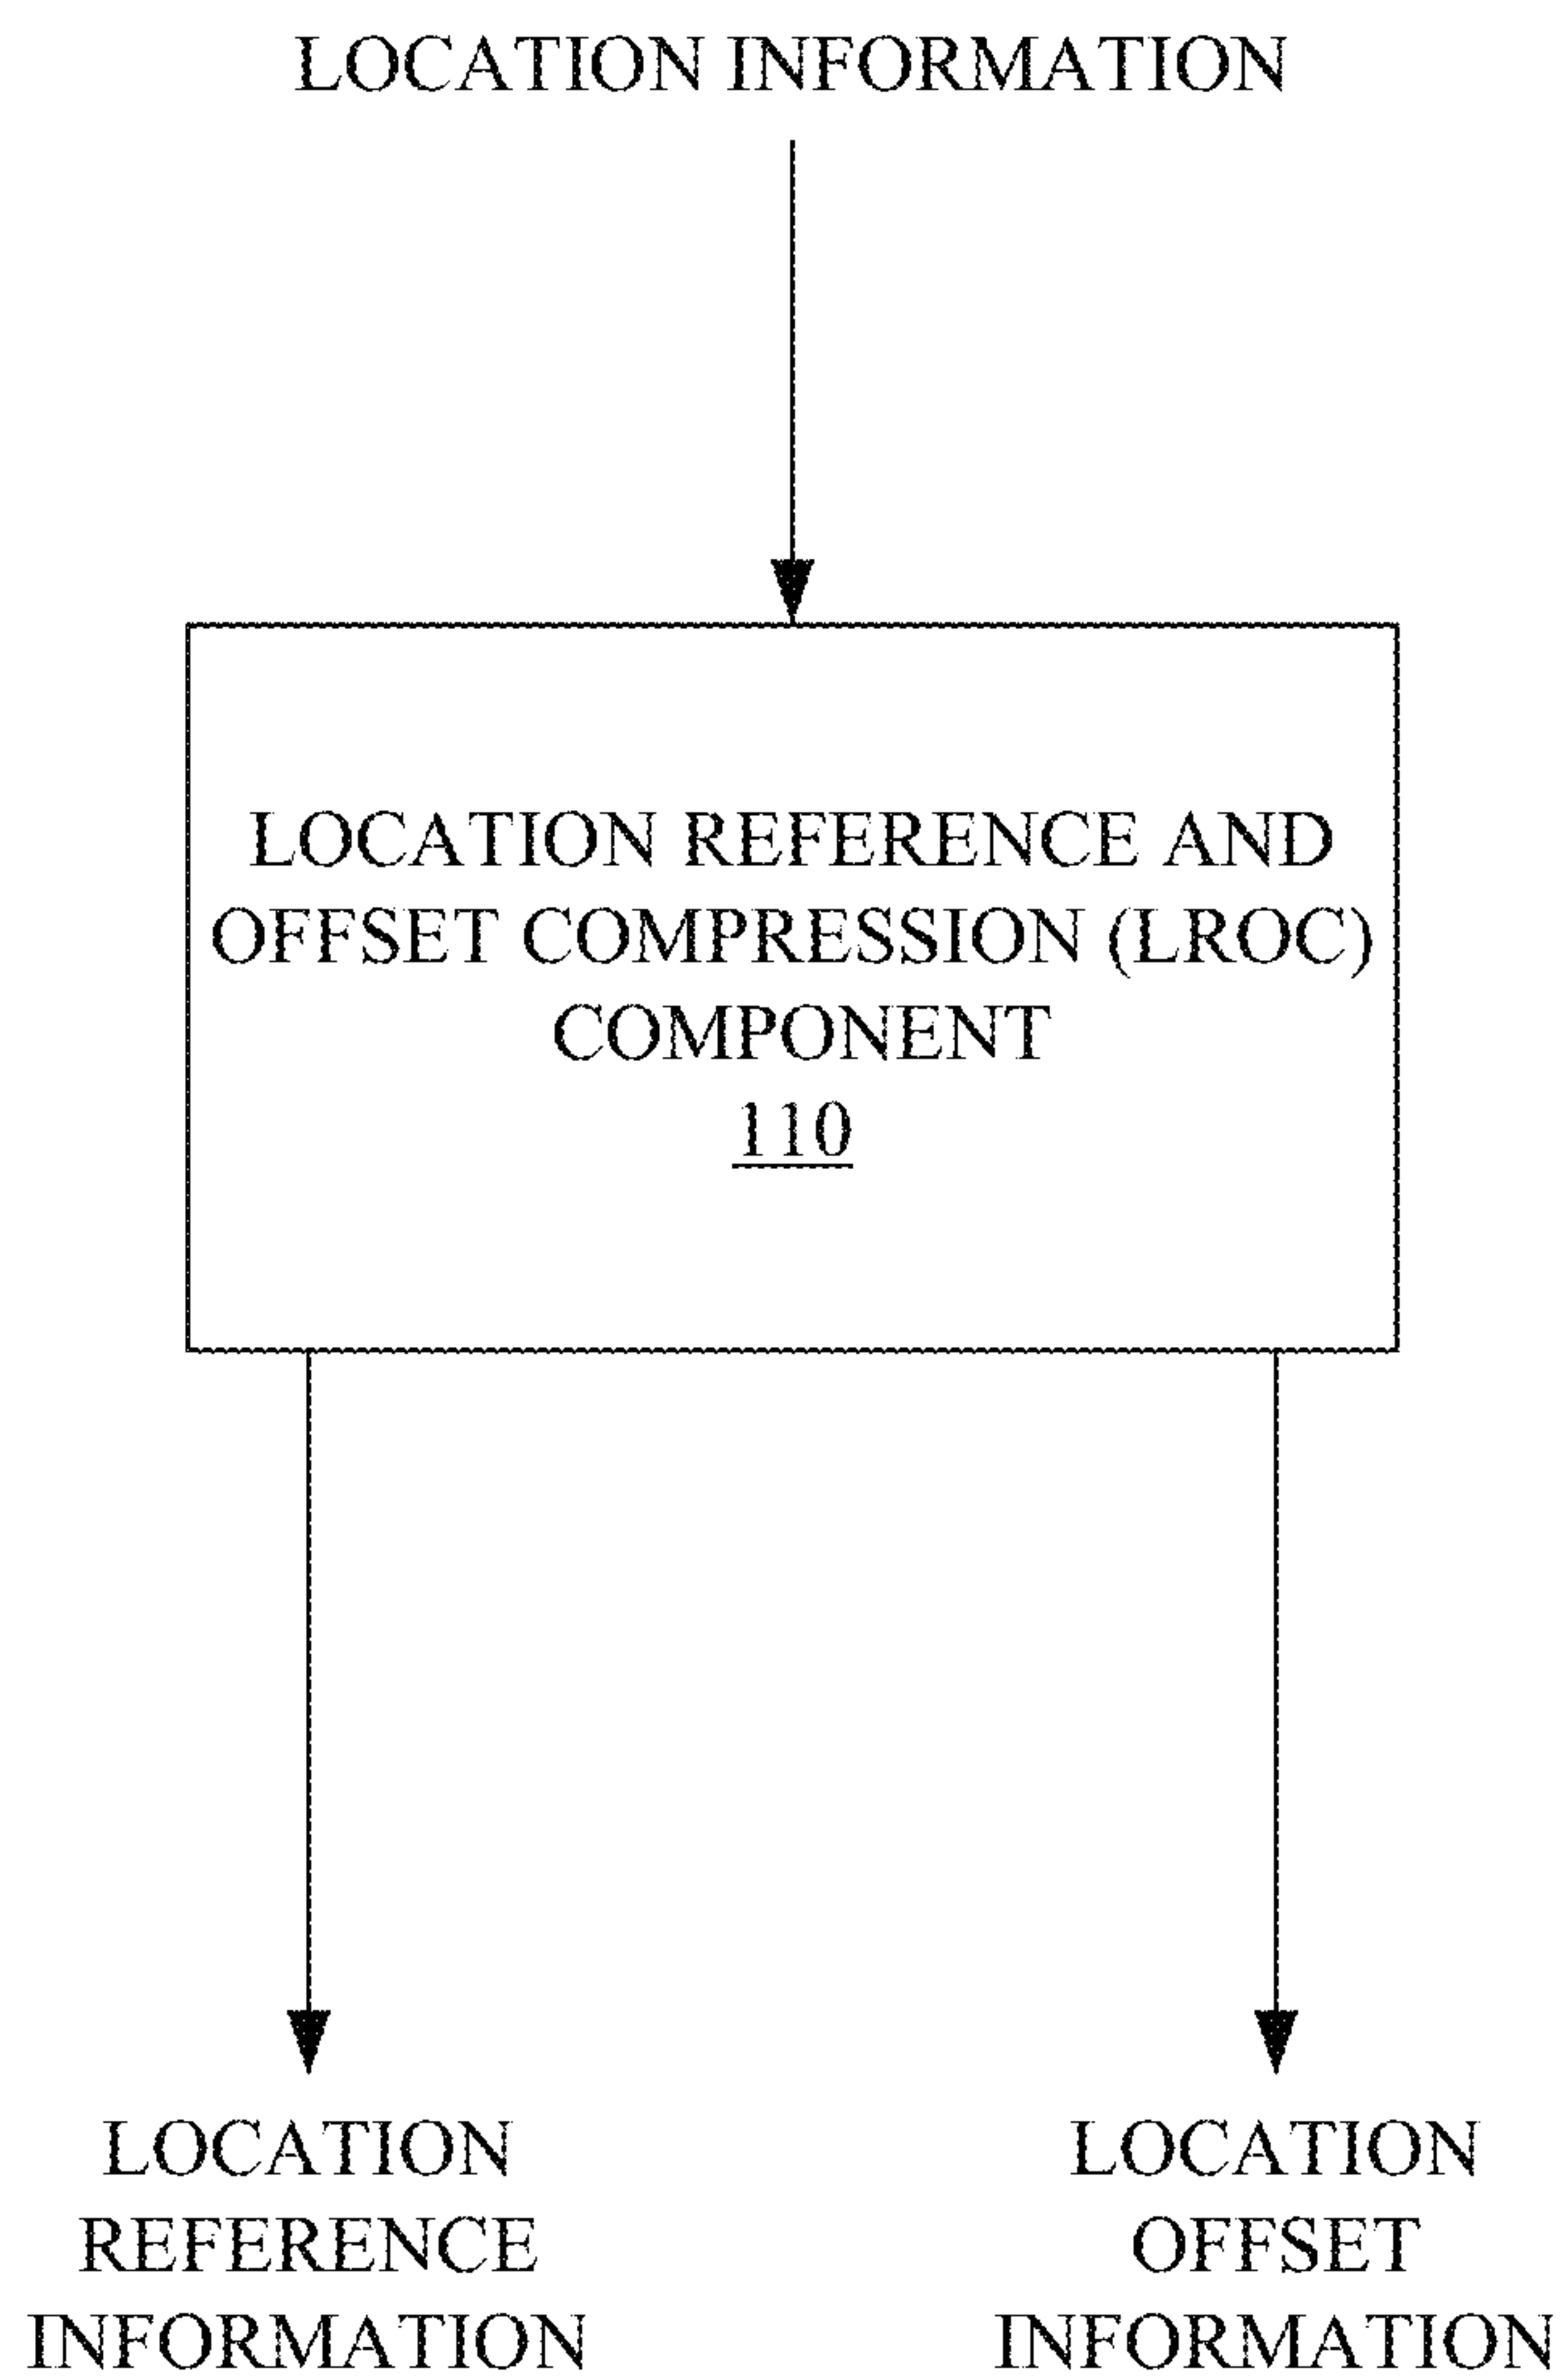 LOCATION INFORMATION
LOCATION REFERENCE AND
OFFSET COMPRESSION (LROC)
COMPONENT
110
LOCATION
REFERENCE
INFORMATION
LOCATION
OFFSET
INFORMATION